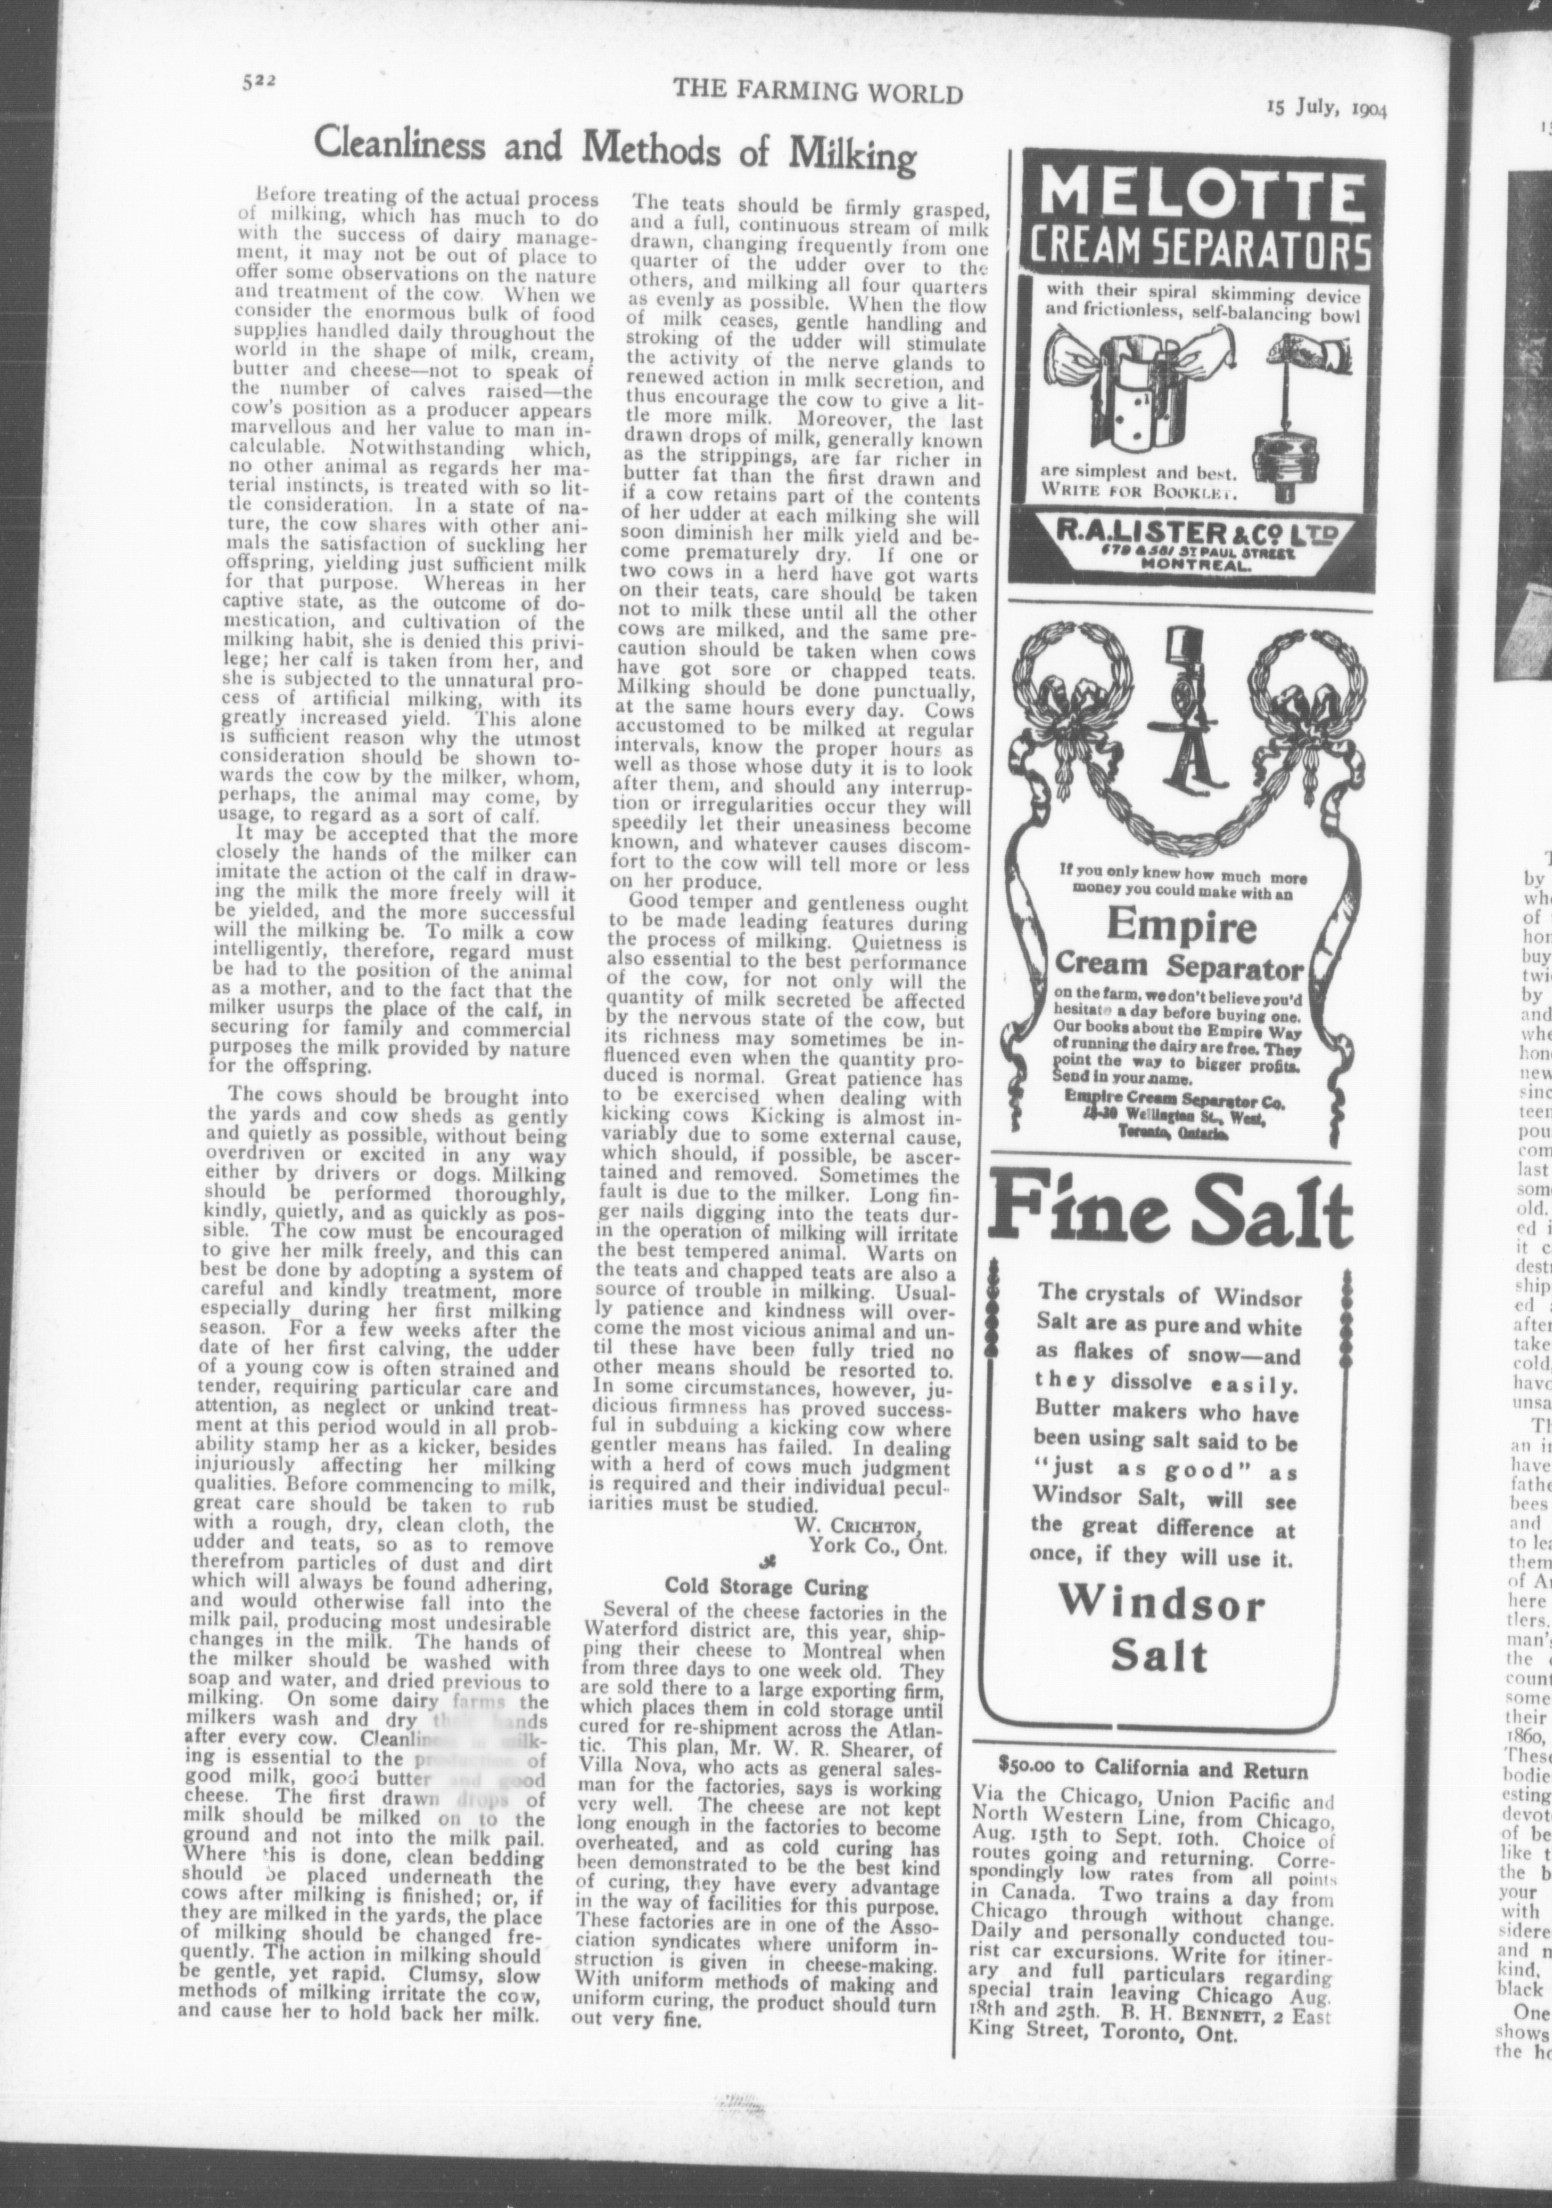 522
THE FARMING WORLD
15 July, 1904
Cleanliness and Methods of Milking
Before treating of the actual process
of milking, which has much to do
with the success of dairy manage-
ment, it may not be out of place to
offer some observations on the nature
and treatment of the cow. When we
consider the enormous bulk of food
supplies handled daily throughout the
world in the shape of milk, cream,
butter and cheese—not to speak of
the number of calves raised—the
cow's position as a producer appears
marvellous and her value to man in-
calculable. Notwithstanding which,
no other animal as regards her ma-
terial instincts, is treated with so lit-
tle consideration. In a state of na-
ture, the cow shares with other ani-
mals the satisfaction of suckling her
offspring, yielding just sufficient milk
for that purpose. Whereas in her
captive state, as the outcome of do-
mestication, and cultivation of the
milking habit, she is denied this privi-
lege; her calf is taken from her, and
she is subjected to the unnatural pro-
cess of artificial milking, with its
greatly increased yield. This alone
is sufficient reason why the utmost
consideration should be shown to-
wards the cow by the milker, whom,
perhaps, the animal may come, by
usage, to regard as a sort of calf.
It may be accepted that the more
closely the hands of the milker can
imitate the action of the calf in draw-
ing the milk the more freely will it
be yielded, and the more successful
will the milking be. To milk a cow
intelligently, therefore, regard must
be had to the position of the animal
as a mother, and to the fact that the
milker usurps the place of the calf, in
securing for family and commercial
purposes the milk provided by nature
for the offspring.
The cows should be brought into
the yards and cow sheds as gently
and quietly as possible, without being
overdriven or excited in any way
either by drivers or dogs. Milking
should be performed thoroughly,
kindly, quietly, and as quickly as pos-
sible. The cow must be encouraged
to give her milk freely, and this can
best be done by adopting a system of
careful and kindly treatment, more
especially during her first milking
season. For a few weeks after the
date of her first calving, the udder
of a young cow is often strained and
tender, requiring particular care and
attention, as neglect or unkind treat-
ment at this period would in all prob-
ability stamp her as a kicker, besides
injuriously affecting her milking
qualities. Before commencing to milk,
great care should be taken to rub
with a rough, dry, clean cloth, the
udder and teats, so as to remove
therefrom particles of dust and dirt
which will always be found adhering,
and would otherwise fall into the
milk pail, producing most undesirable
changes in the milk. The hands of
the milker should be washed with
soap and water, and dried previous to
milking. On some dairy farms the
milkers wash and dry their hands
after every cow. Cleanliness in milk-
ing is essential to the production of
good milk, good butter and good
cheese. The first drawn drops of
milk should be milked on to the
ground and not into the milk pail.
Where this is done, clean bedding
should be placed underneath the
cows after milking is finished; or, if
they are milked in the yards, the place
of milking should be changed fre-
quently. The action in milking should
be gentle, yet rapid. Clumsy, slow
methods of milking irritate the cow,
and cause her to hold back her milk.
The teats should be firmly grasped,
and a full, continuous stream of milk
drawn, changing frequently from one
quarter of the udder over to the
others, and milking all four quarters
as evenly as possible. When the flow
of milk ceases, gentle handling and
stroking of the udder will stimulate
the activity of the nerve glands to
renewed action in milk secretion, and
thus encourage the cow to give a lit-
tle more milk. Moreover, the last
drawn drops of milk, generally known
as the strippings, are far richer in
butter fat than the first drawn and
if a cow retains part of the contents
of her udder at each milking she will
soon diminish her milk yield and be-
come prematurely dry. If one or
two cows in a herd have got warts
on their teats, care should be taken
not to milk these until all the other
cows are milked, and the same pre-
caution should be taken when cows
have got sore or chapped teats.
Milking should be done punctually,
at the same hours every day. Cows
accustomed to be milked at regular
intervals, know the proper hours as
well as those whose duty it is to look
after them, and should any interrup-
tion or irregularities occur they will
speedily let their uneasiness become
known, and whatever causes discom-
fort to the cow will tell more or less
on her produce.
Good temper and gentleness ought
to be made leading features during
the process of milking. Quietness is
also essential to the best performance
of the cow, for not only will the
quantity of milk secreted be affected
by the nervous state of the cow, but
its richness may sometimes be in-
fluenced even when the quantity pro-
duced is normal. Great patience has
to be exercised when dealing with
kicking cows Kicking is almost in-
variably due to some external cause,
which should, if possible, be ascer-
tained and removed. Sometimes the
fault is due to the milker. Long fin-
ger nails digging into the teats dur-
in the operation of milking will irritate
the best tempered animal. Warts on
the teats and chapped teats are also a
source of trouble in milking. Usual-
ly patience and kindness will over-
come the most vicious animal and un-
til these have been fully tried no
other means should be resorted to.
In some circumstances, however, ju-
dicious firmness has proved success-
ful in subduing a kicking cow where
gentler means has failed. In dealing
with a herd of cows much judgment
is required and their individual pecul-
iarities must be studied.
W. CRICHTON,
York Co., Ont.
Cold Storage Curing
Several of the cheese factories in the
Waterford district are, this year, ship-
ping their cheese to Montreal when
from three days to one week old. They
are sold there to a large exporting firm,
which places them in cold storage until
cured for re-shipment across the Atlan-
tic. This plan, Mr. W. R. Shearer, of
Villa Nova, who acts as general sales-
man for the factories, says is working
very well. The cheese are not kept
long enough in the factories to become
overheated, and as cold curing has
been demonstrated to be the best kind
of curing, they have every advantage
in the way of facilities for this purpose.
These factories are in one of the Asso-
ciation syndicates where uniform in-
struction is given in cheese-making.
With uniform methods of making and
uniform curing, the product should turn
out very fine.
MELOTTE
CREAM SEPARATORS
with their spiral skimming device
and frictionless, self-balancing bowl
are simplest and best.
WRITE FOR BOOKLET.
R.A. LISTER & CO LTD
579 & 581 ST PAUL STREET
MONTREAL.
If you only knew how much more
money you could make with an
Empire
Cream Separator
on the farm, we don't believe you'd
hesitate a day before buying one.
Our books about the Empire Way
of running the dairy are free. They
point the way to bigger profits.
Send in your name.
Empire Cream Separator Co.
28-30 Wellington St., West,
Toronto, Ontario.
Fine Salt
The crystals of Windsor
Salt are as pure and white
as flakes of snow—and
they dissolve easily.
Butter makers who have
been using salt said to be
"just as good" as
Windsor Salt, will see
the great difference at
once, if they will use it.
Windsor
Salt
$50.00 to California and Return
Via the Chicago, Union Pacific and
North Western Line, from Chicago,
Aug. 15th to Sept. 10th. Choice of
routes going and returning. Corre-
spondingly low rates from all points
in Canada. Two trains a day from
Chicago through without change.
Daily and personally conducted tou-
rist car excursions. Write for itiner-
ary and full particulars regarding
special train leaving Chicago Aug.
18th and 25th. B. H. BENNETT, 2 East
King Street, Toronto, Ont.